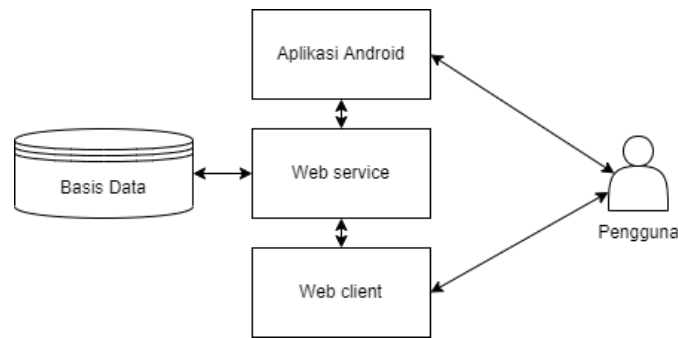 Aplikasi Android
Basis Data
Web service
Pengguna
Web client